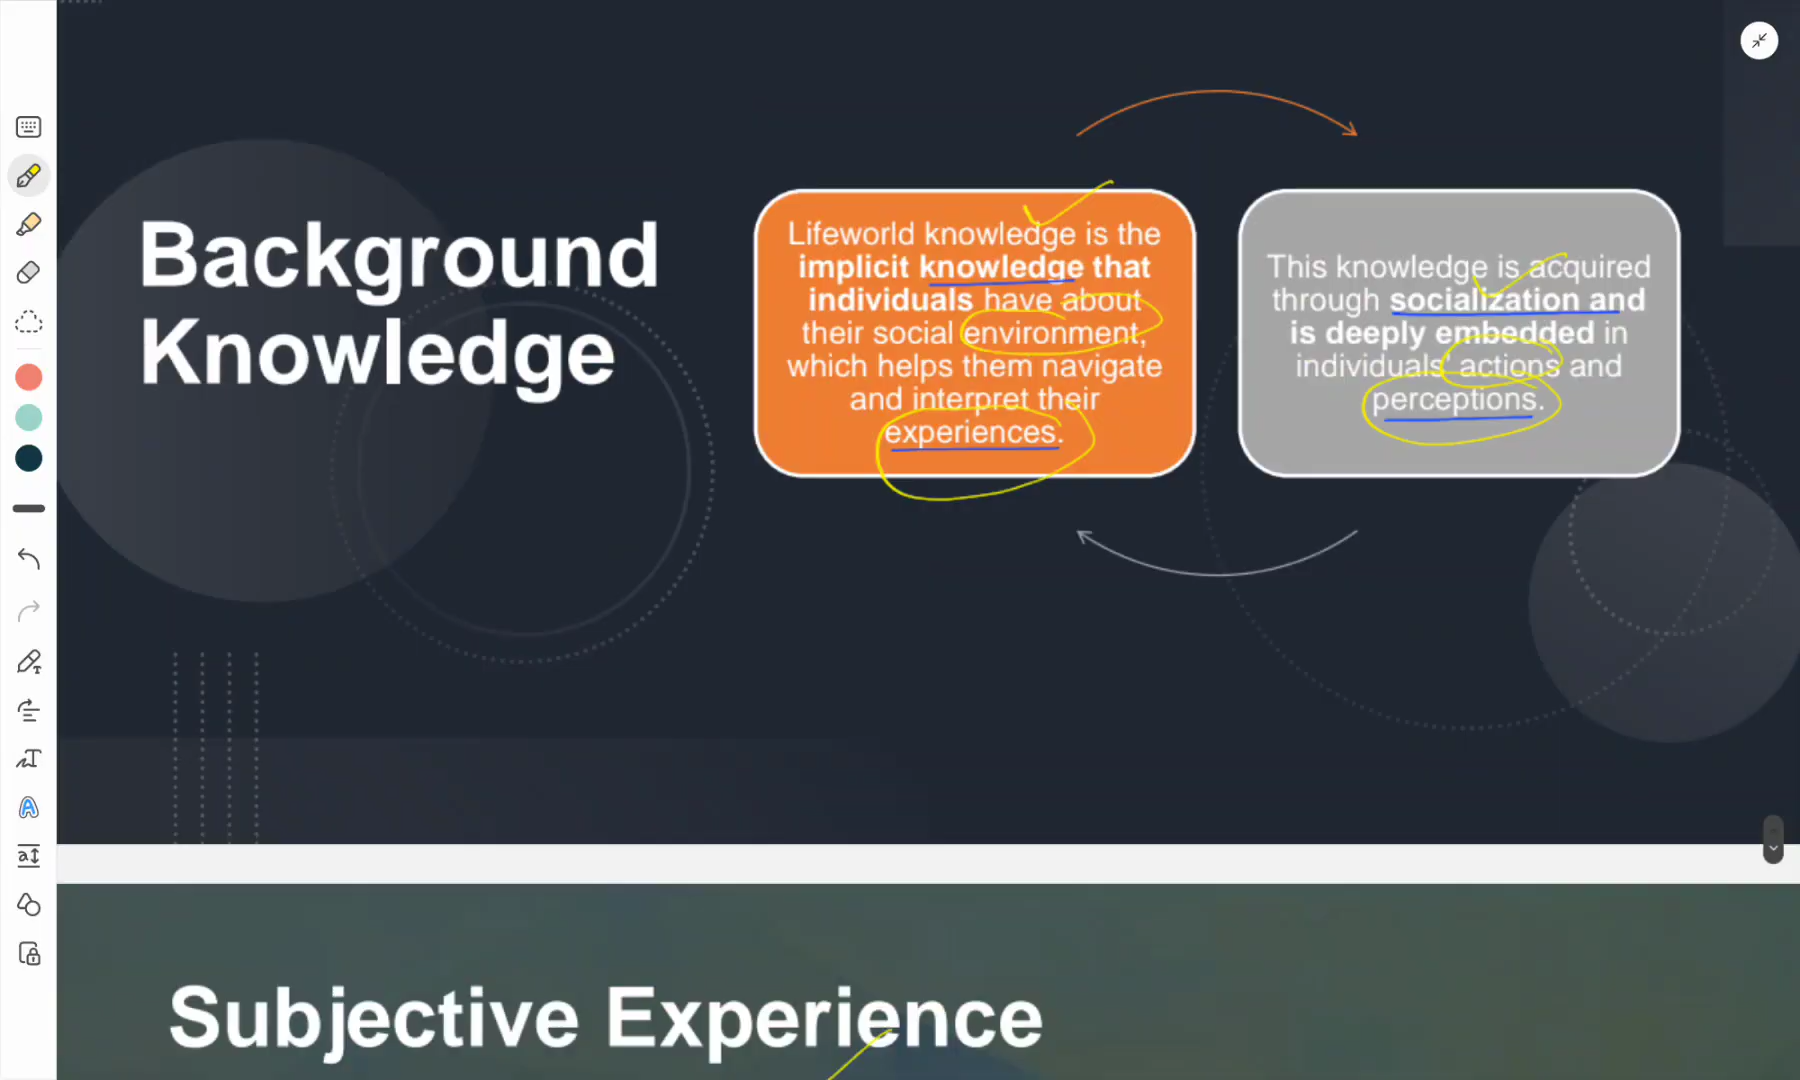 Background
Knowledge
Lifeworld knowledge is the
implicit knowledge that
individuals have about
their social environment,
which helps them navigate
and interpret their
experiences.
This knowledge is acquired
through socialization and
is deeply embedded in
individuals' actions and
perceptions.
Subjective Experience